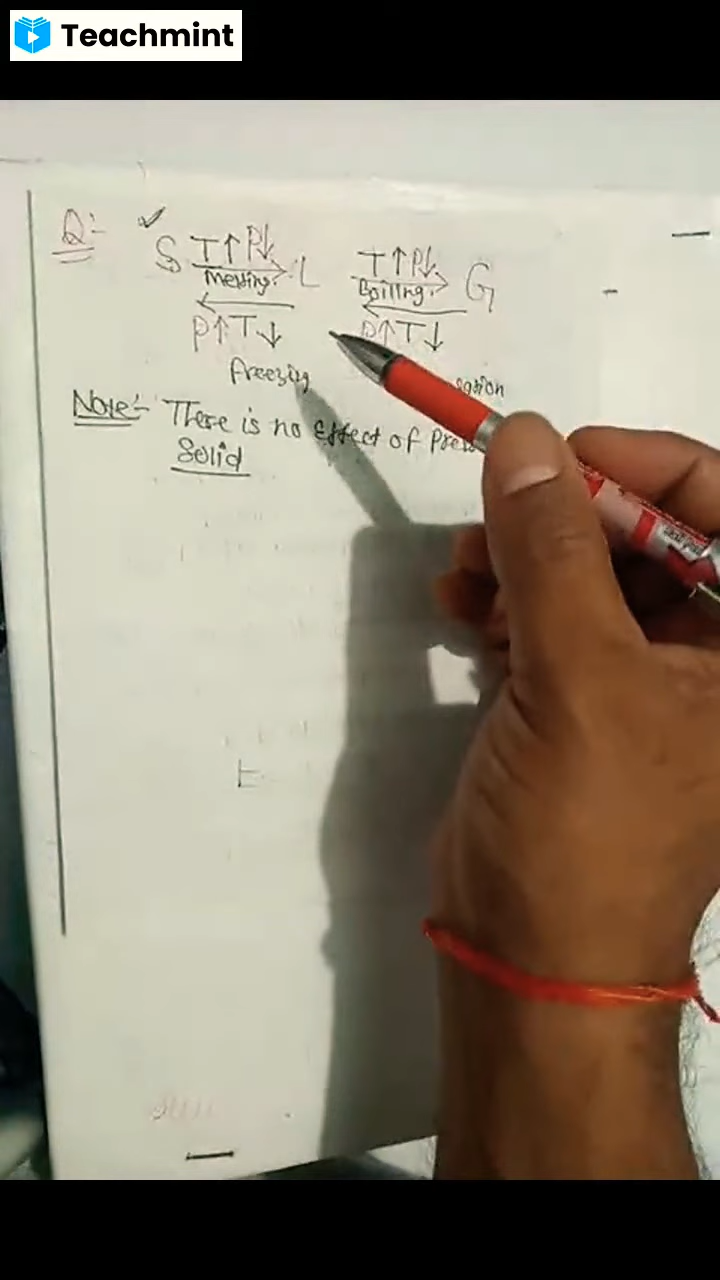 Teachmint
Q:-
S T↑ P↓ L T↑ P↓ G
Melting Boiling
P↑ T↓ P↑ T↓
freezing
Note:- There is no Effect of
Solid